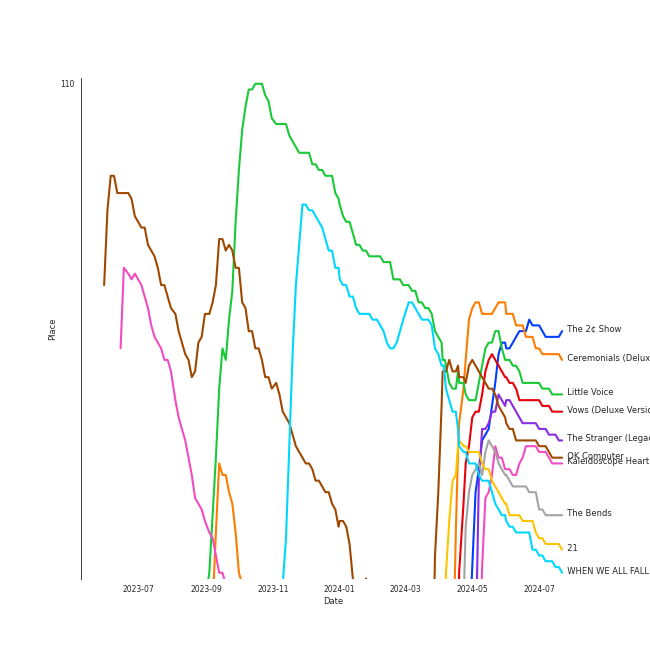 110
Place
The 2¢ Show
Ceremonials (Delux
Little Voice
Vows (Deluxe Versio
The Stranger (Legac
OK Computer
Kaleidoscope Heart
The Bends
21
WHEN WE ALL FALL
2023-07 2023-09 2023-11 2024-01 2024-03 2024-05 2024-07
Date